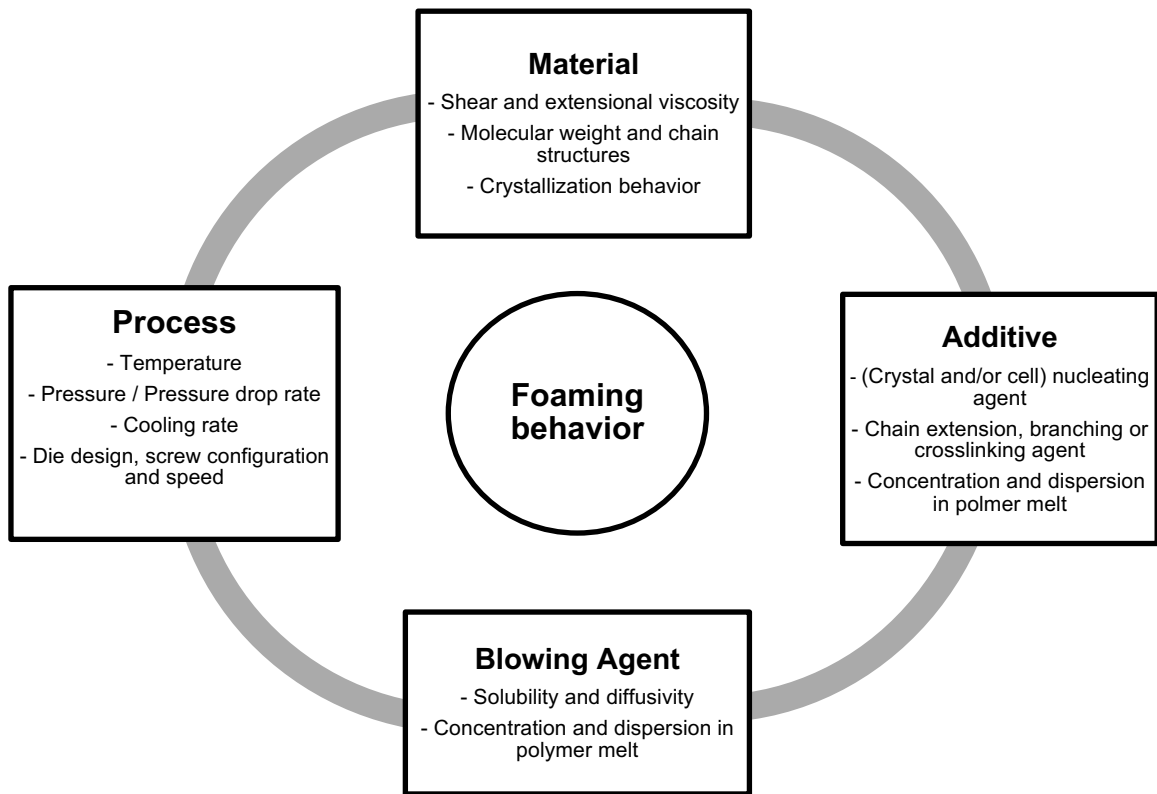 Material
- Shear and extensional viscosity
- Molecular weight and chain
structures
- Crystallization behavior
Process
- Temperature
- Pressure / Pressure drop rate
- Cooling rate
- Die design, screw configuration
and speed
Foaming
behavior
Additive
- (Crystal and/or cell) nucleating
agent
- Chain extension, branching or
crosslinking agent
- Concentration and dispersion
in polmer melt
Blowing Agent
- Solubility and diffusivity
- Concentration and dispersion in
polymer melt